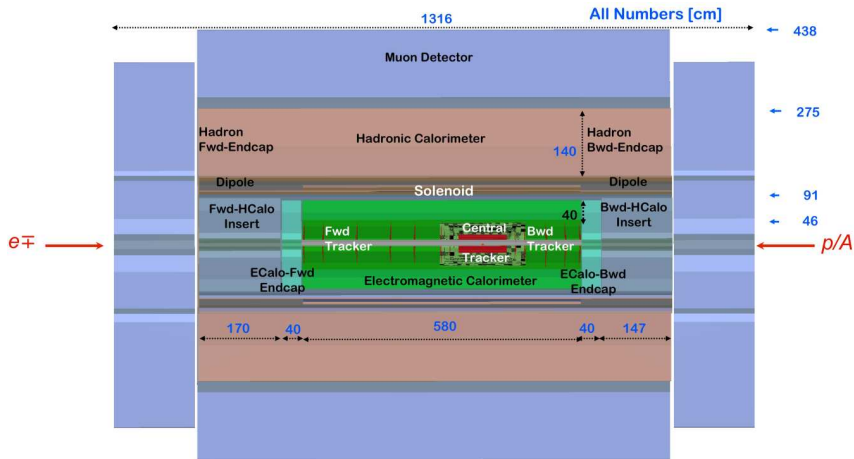 1316
All Numbers [cm]
438
Muon Detector
275
Hadron
Fwd-Endcap
Hadronic Calorimeter
Hadron
Bwd-Endcap
140
Dipole
Solenoid
Dipole
91
Fwd-HCalo
Insert
40
Bwd-HCalo
Insert
46
Fwd
Tracker
Central
Tracker
Bwd
Tracker
e∓
p/A
ECalo-Fwd
Endcap
Electromagnetic Calorimeter
ECalo-Bwd
Endcap
170
40
580
40
147